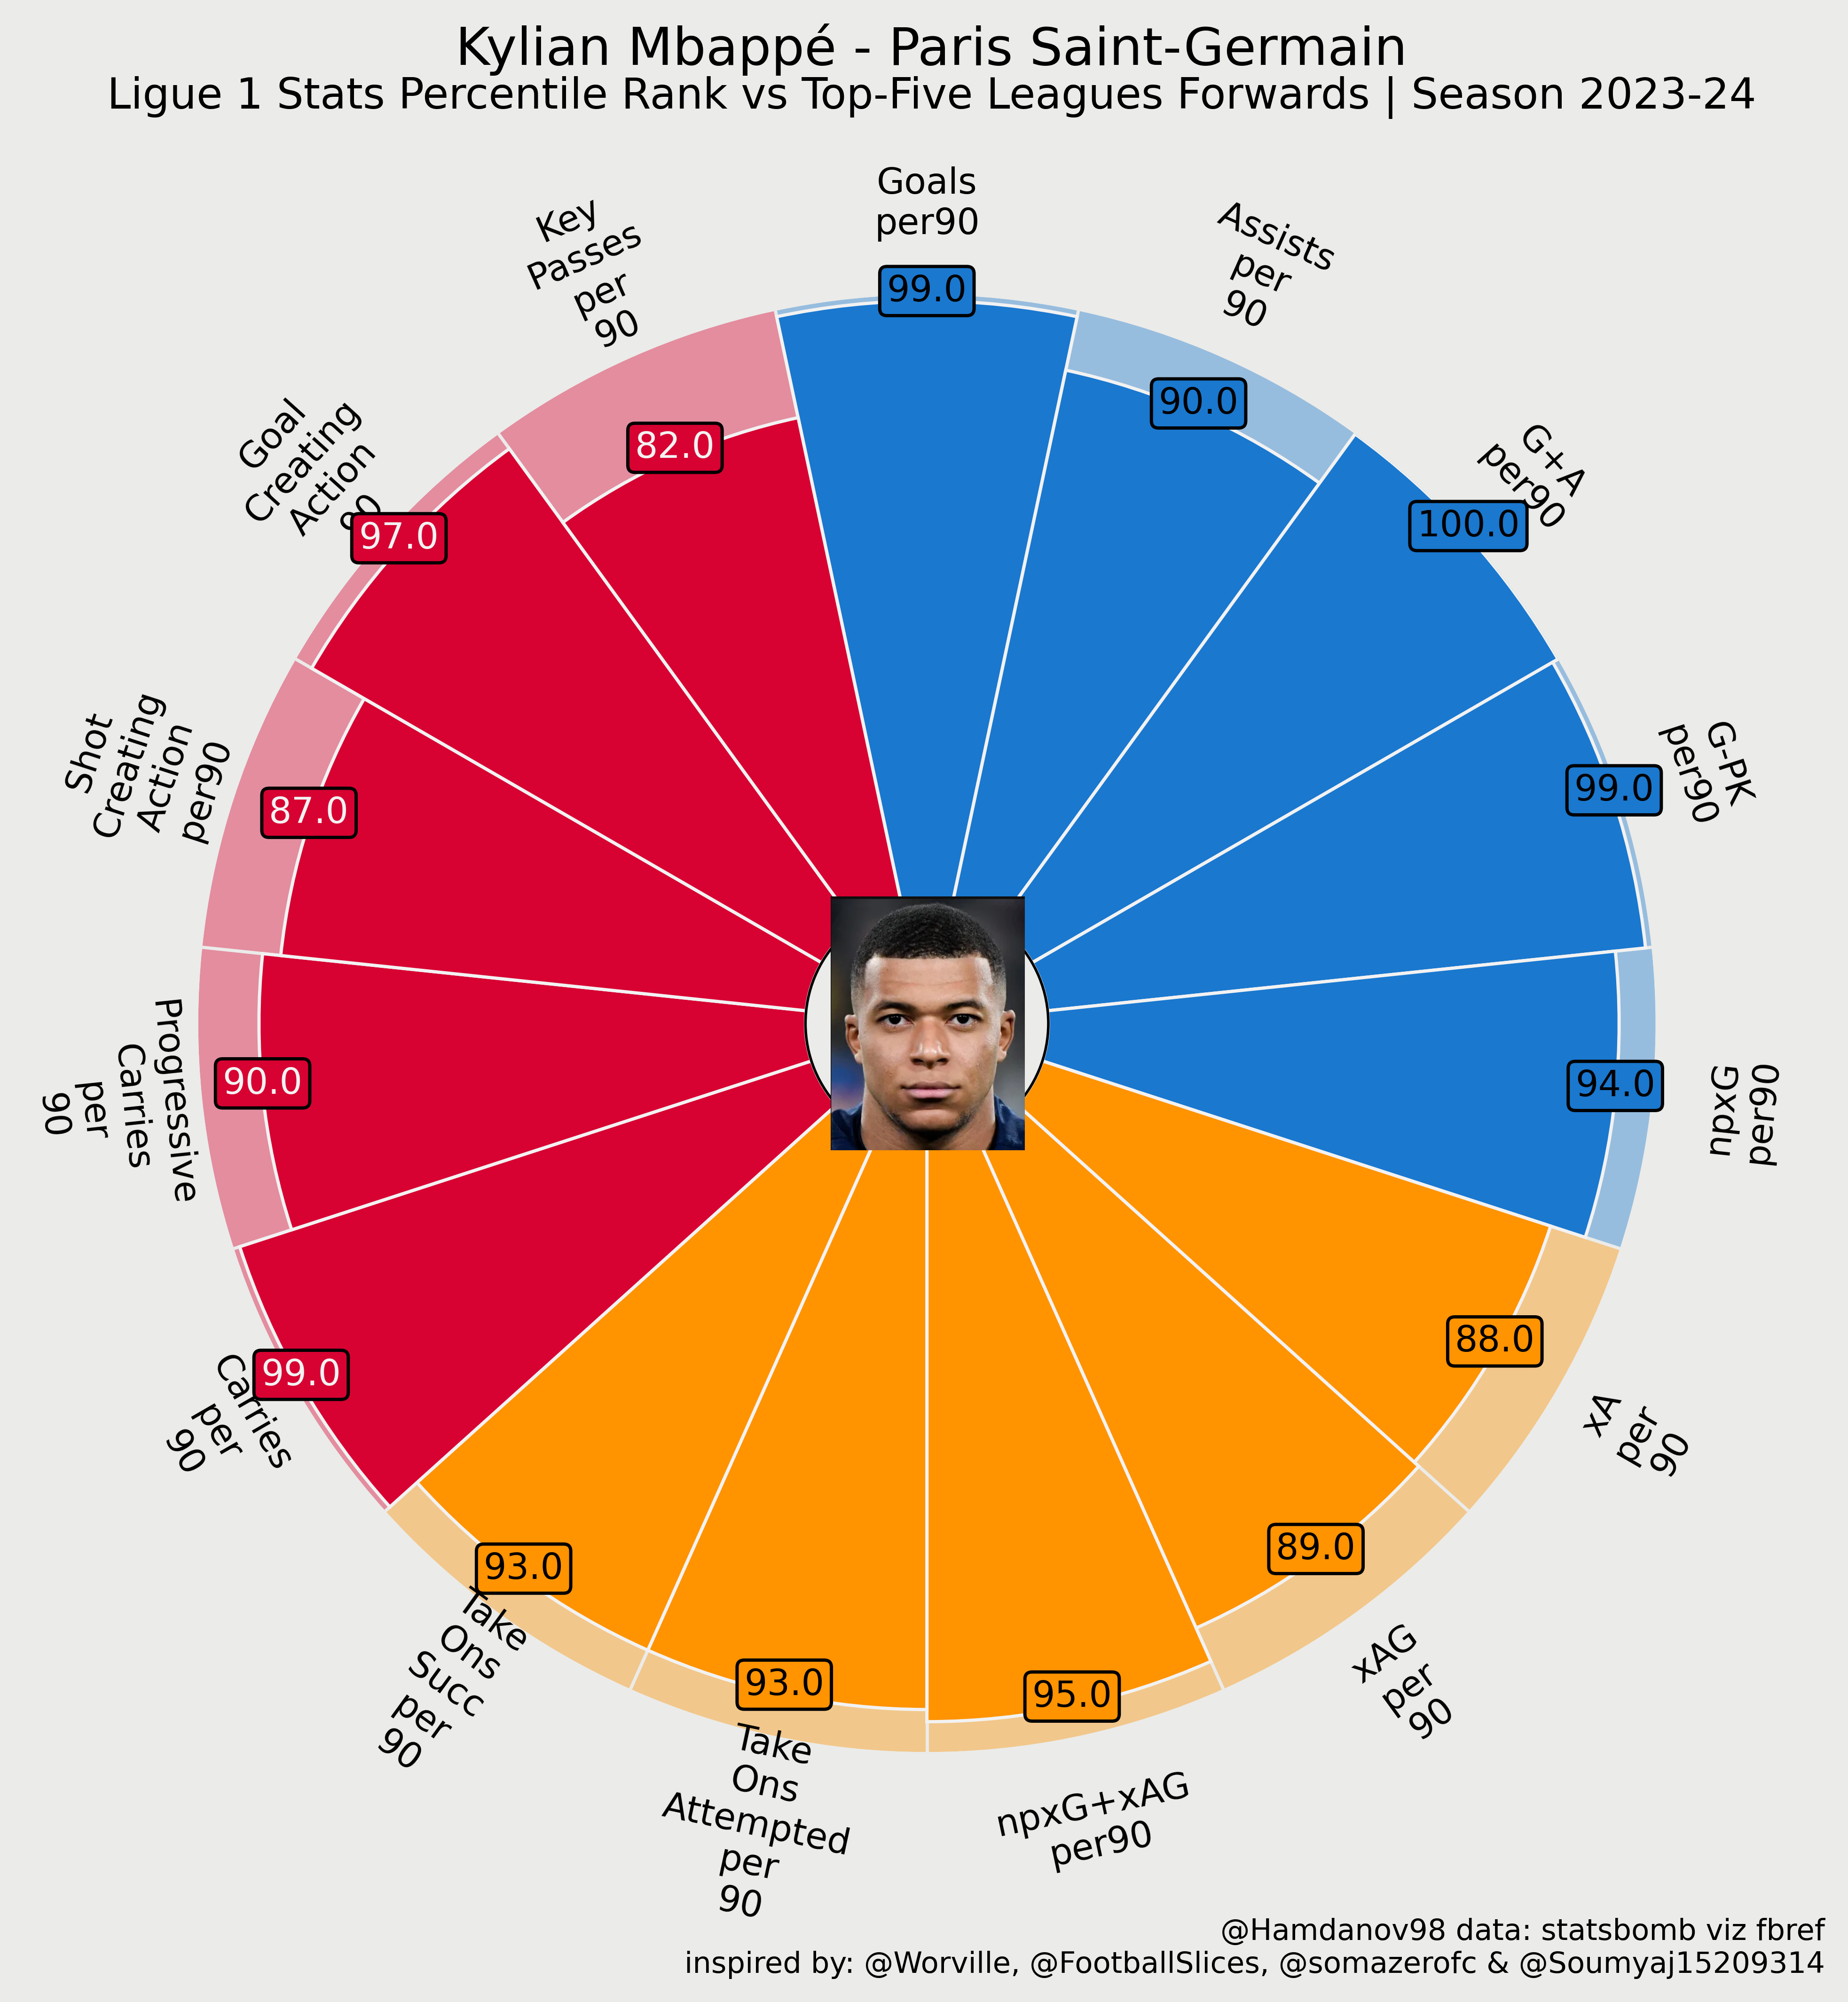 Kylian Mbappé - Paris Saint-Germain
Ligue 1 Stats Percentile Rank vs Top-Five Leagues Forwards | Season 2023-24
Goals
per90
99.0
Assists
per
90
90.0
G+A
per90
100.0
G-PK
per90
99.0
npxG
per90
94.0
xA
per
90
88.0
xAG
per
90
89.0
npxG+xAG
per90
95.0
Take
Ons
Attempted
per
90
93.0
Take
Ons
Succ
per
90
93.0
Carries
per
90
99.0
Progressive
Carries
per
90
90.0
Shot
Creating
Action
per90
87.0
Goal
Creating
Action
97.0
Key
Passes
per
90
82.0
@Hamdanov98 data: statsbomb viz fbref
inspired by: @Worville, @FootballSlices, @somazerofc & @Soumyaj15209314